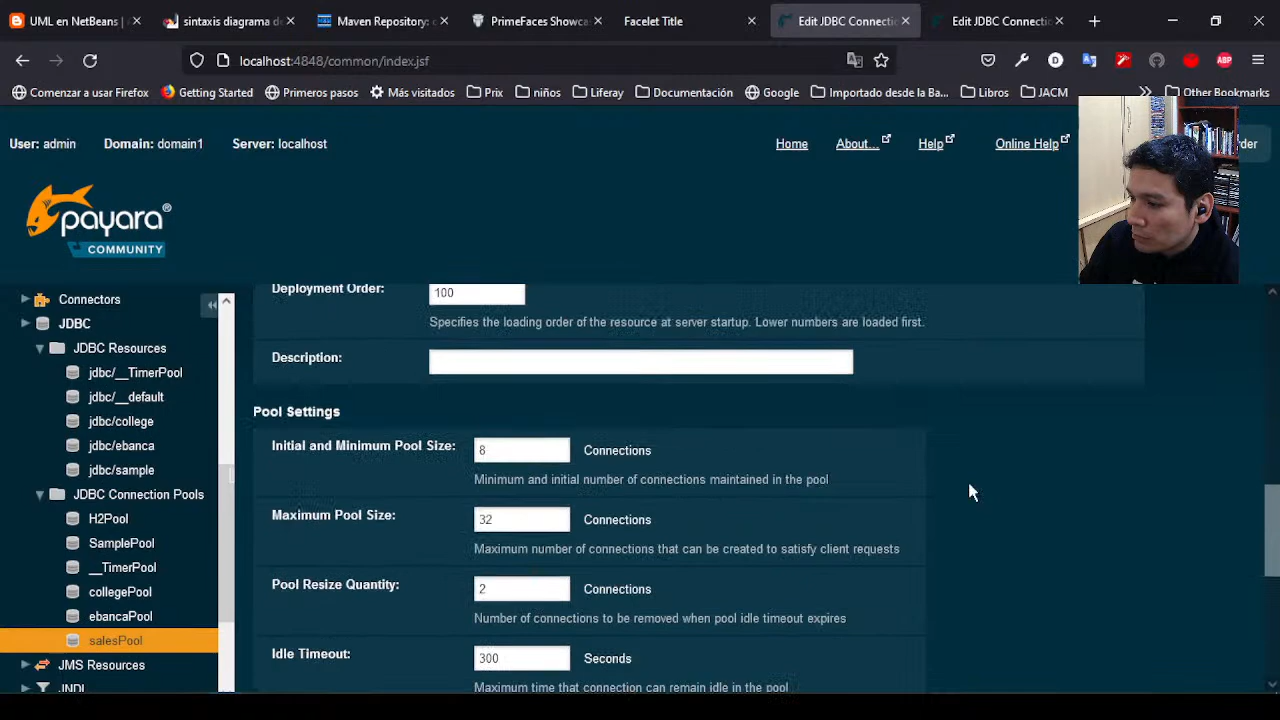 UML en NetBeans |
sintaxis diagrama de
Maven Repository: c
PrimeFaces Showca
Facelet Title
Edit JDBC Connectio
Edit JDBC Connectio
localhost:4848/common/index.jsf
D
ABP
Comenzar a usar Firefox
Getting Started
Primeros pasos
Más visitados
Prix
niños
Liferay
Documentación
Google
Importado desde la Ba...
Libros
JACM
Other Bookmarks
User: admin
Domain: domain1
Server: localhost
Home
About...
Help
Online Help
der
payara®
COMMUNITY
Connectors
JDBC
JDBC Resources
jdbc/__TimerPool
jdbc/__default
jdbc/college
jdbc/ebanca
jdbc/sample
JDBC Connection Pools
H2Pool
SamplePool
__TimerPool
collegePool
ebancaPool
salesPool
JMS Resources
JNDI
Deployment Order:
100
Specifies the loading order of the resource at server startup. Lower numbers are loaded first.
Description:
Pool Settings
Initial and Minimum Pool Size:
8
Connections
Minimum and initial number of connections maintained in the pool
Maximum Pool Size:
32
Connections
Maximum number of connections that can be created to satisfy client requests
Pool Resize Quantity:
2
Connections
Number of connections to be removed when pool idle timeout expires
Idle Timeout:
300
Seconds
Maximum time that connection can remain idle in the pool